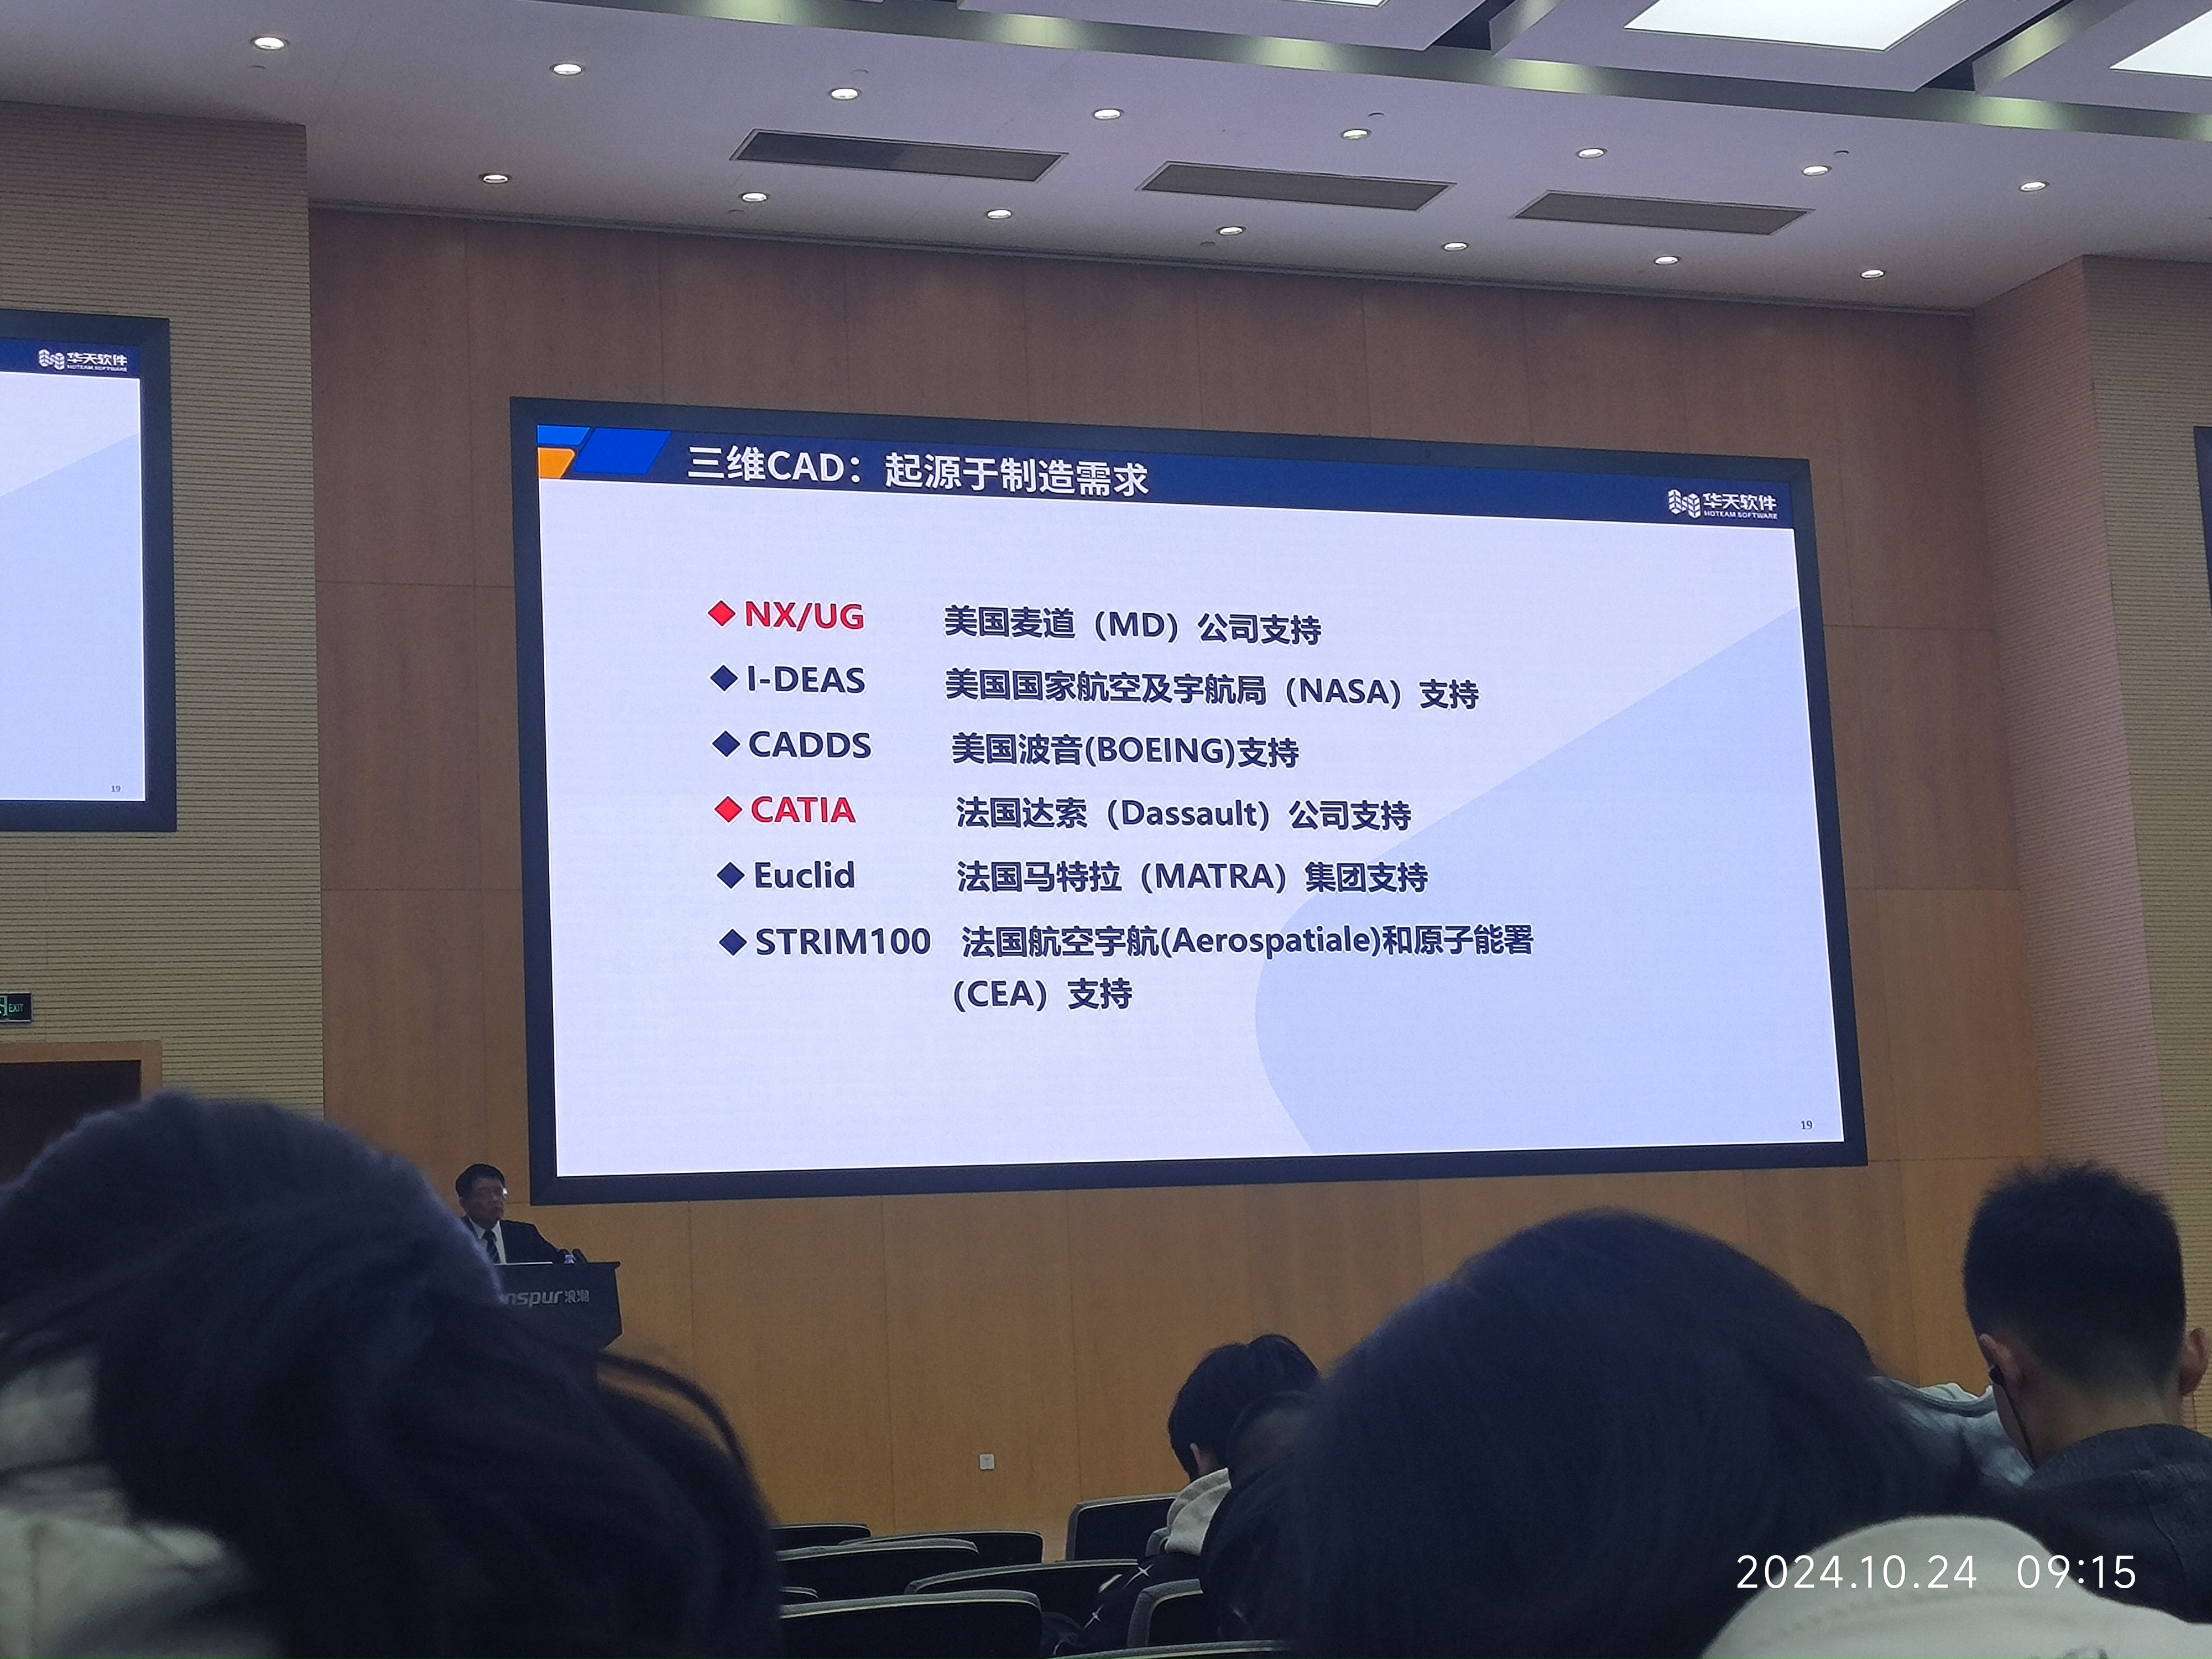 华天软件
HOTEAM SOFTWARE
19
三维CAD：起源于制造需求
华天软件
HOTEAM SOFTWARE
◆NX/UG 美国麦道（MD）公司支持
◆I-DEAS 美国国家航空及宇航局（NASA）支持
◆CADDS 美国波音(BOEING)支持
◆CATIA 法国达索（Dassault）公司支持
◆Euclid 法国马特拉（MATRA）集团支持
◆STRIM100 法国航空宇航(Aerospatiale)和原子能署
(CEA）支持
19
EXIT
nspur浪潮
2024.10.24 09:15